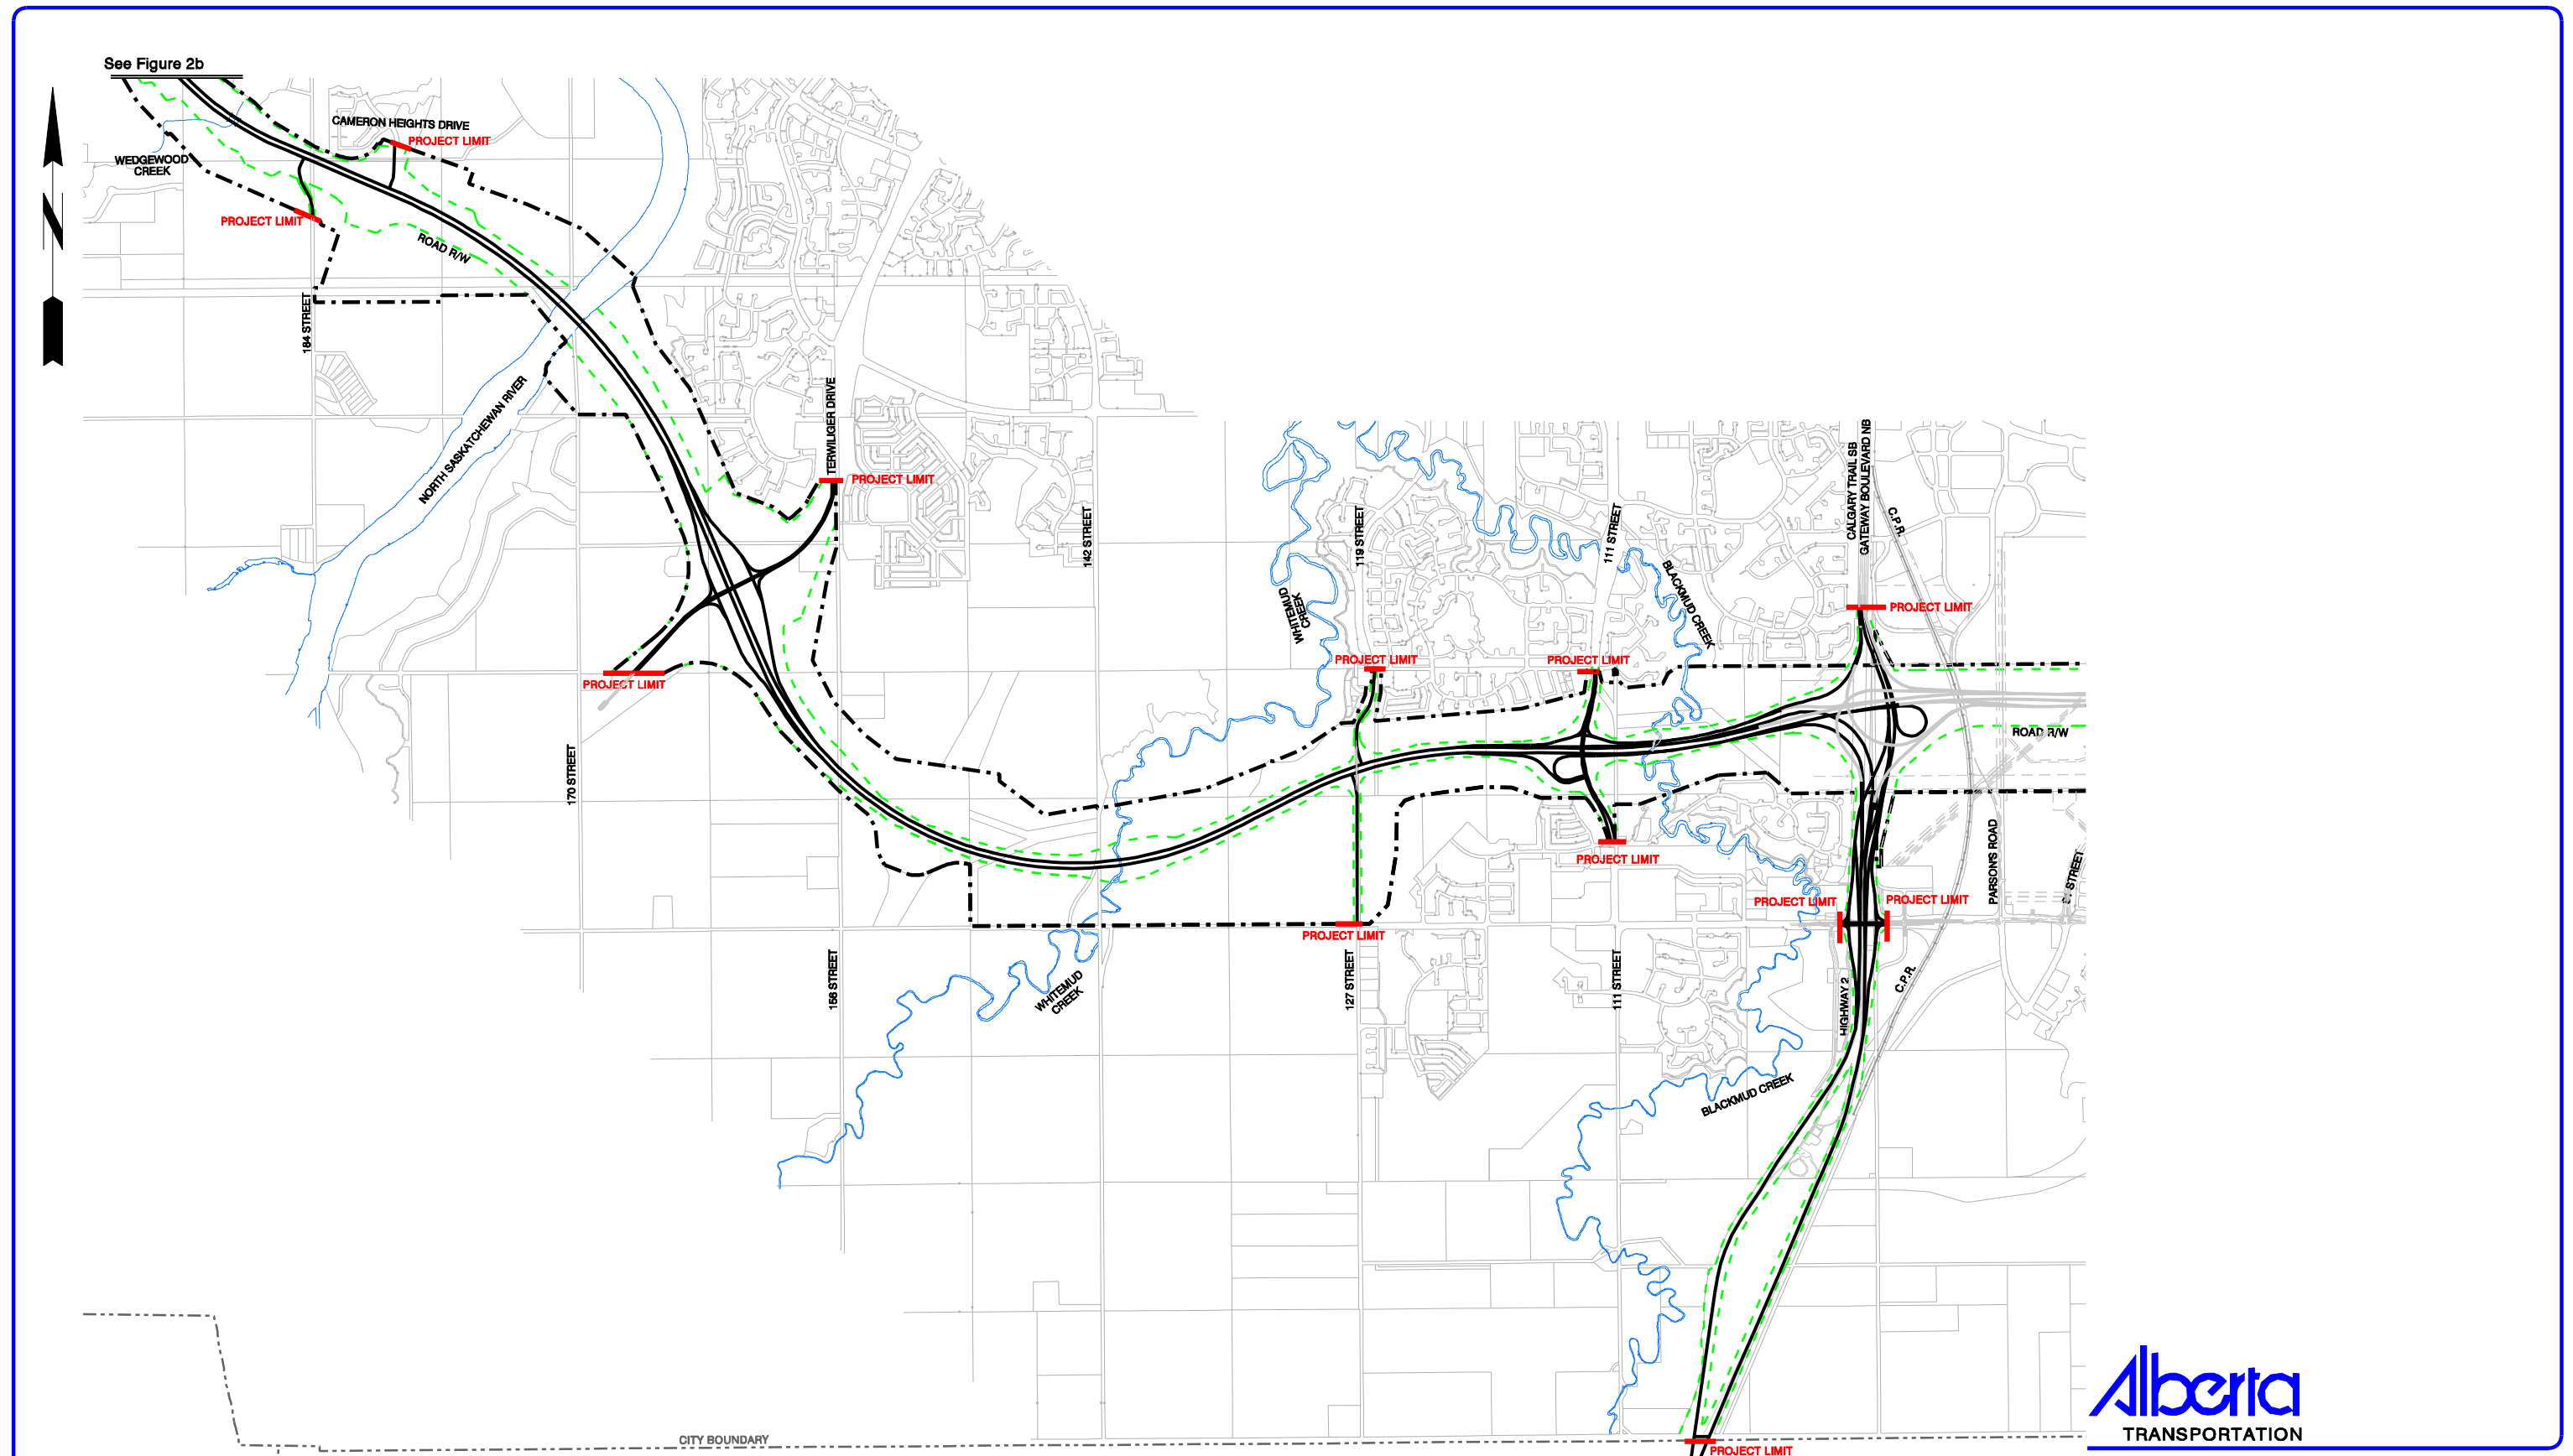 See Figure 2b
CAMERON HEIGHTS DRIVE
PROJECT LIMIT
WEDGEWOOD
CREEK
PROJECT LIMIT
ROAD R/W
184 STREET
NORTH SASKATCHEWAN RIVER
TERWILIGER DRIVE
PROJECT LIMIT
142 STREET
119 STREET
111 STREET
CALGARY TRAIL SB
GATEWAY BOULEVARD NB
C.P.R.
WHITEMUD
CREEK
BLACKMUD CREEK
PROJECT LIMIT
PROJECT LIMIT
PROJECT LIMIT
PROJECT LIMIT
170 STREET
ROAD R/W
PARSON'S ROAD
STREET
PROJECT LIMIT
PROJECT LIMIT
PROJECT LIMIT
PROJECT LIMIT
156 STREET
WHITEMUD
CREEK
127 STREET
111 STREET
HIGHWAY 2
C.P.R.
BLACKMUD CREEK
CITY BOUNDARY
PROJECT LIMIT
Alberta
TRANSPORTATION